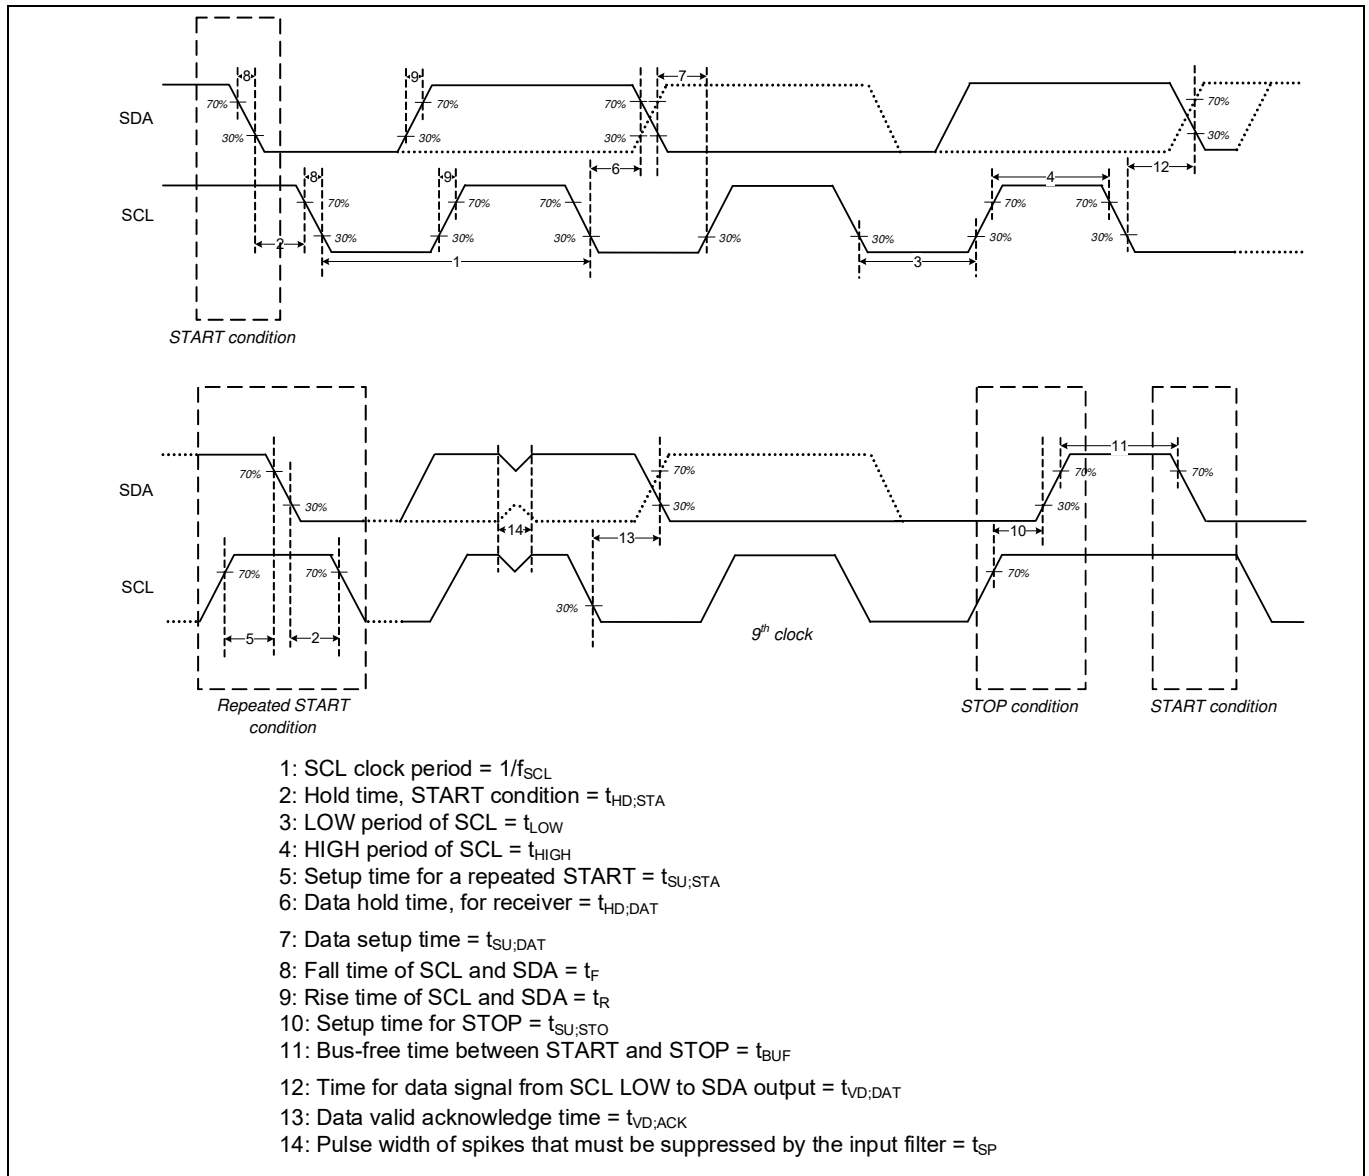 8 9 7
70% 70% 70% 70%
SDA
30% 30% 30% 30% 30%
6 12
8 9 4
70% 70% 70% 70% 70%
SCL
30% 30% 30% 30% 30% 30% 30%
2 1 3
START condition
11
70% 70% 70% 70%
SDA
30% 30% 30%
14 13 10
70% 70% 70%
SCL
30%
5 2 9th clock
Repeated START
condition
STOP condition
START condition
1: SCL clock period = 1/fSCL
2: Hold time, START condition = tHD;STA
3: LOW period of SCL = tLOW
4: HIGH period of SCL = tHIGH
5: Setup time for a repeated START = tSU;STA
6: Data hold time, for receiver = tHD;DAT
7: Data setup time = tSU;DAT
8: Fall time of SCL and SDA = tF
9: Rise time of SCL and SDA = tR
10: Setup time for STOP = tSU;STO
11: Bus-free time between START and STOP = tBUF
12: Time for data signal from SCL LOW to SDA output = tVD;DAT
13: Data valid acknowledge time = tVD;ACK
14: Pulse width of spikes that must be suppressed by the input filter = tSP